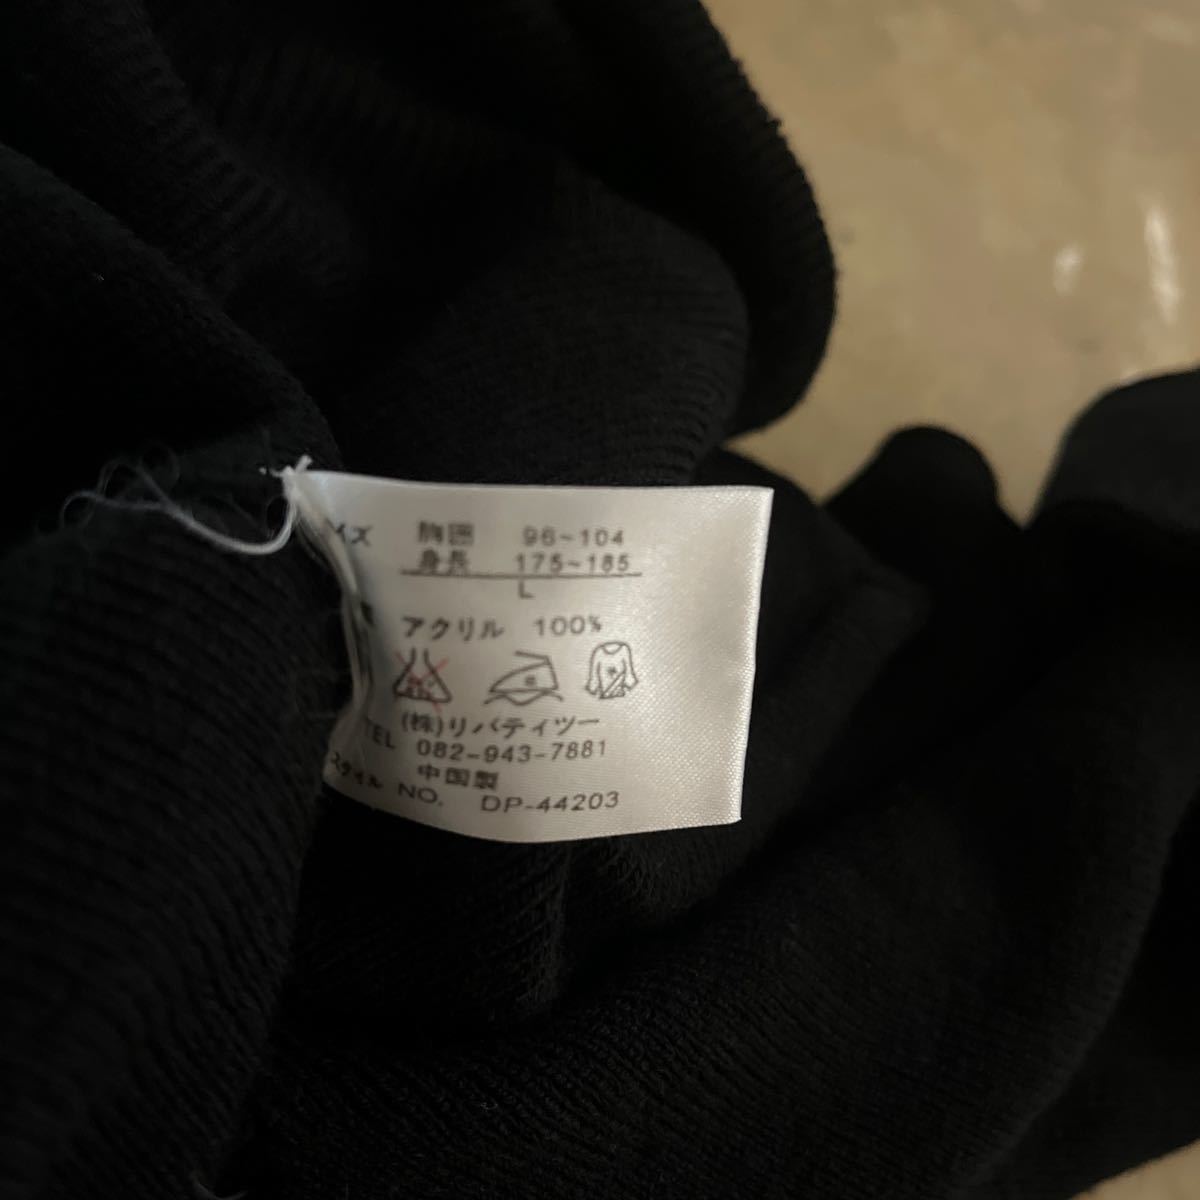 イズ 胸囲 96~104
身長 175~185
L
アクリル 100%
(株)リバティツー
TEL 082-943-7881
中国製
スタイル NO. DP-44203